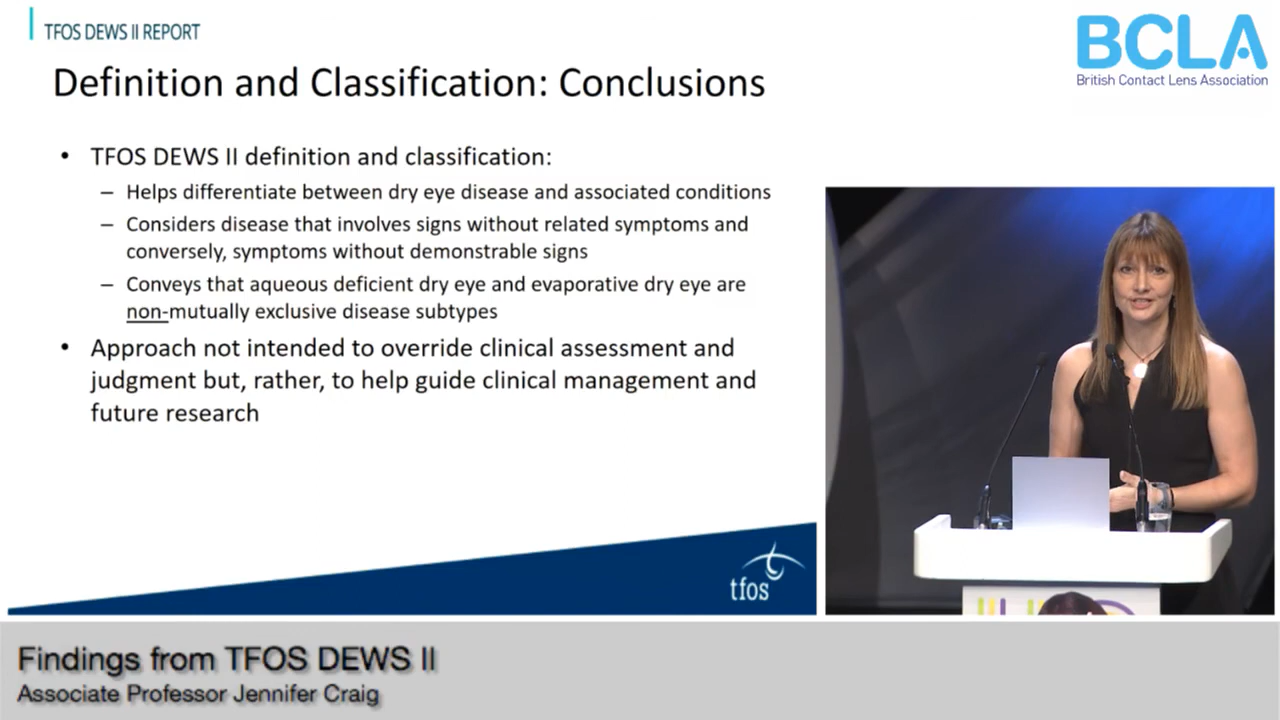 TFOS DEWS II REPORT
BCLA
British Contact Lens Association
Definition and Classification: Conclusions
• TFOS DEWS II definition and classification:
– Helps differentiate between dry eye disease and associated conditions
– Considers disease that involves signs without related symptoms and
conversely, symptoms without demonstrable signs
– Conveys that aqueous deficient dry eye and evaporative dry eye are
non-mutually exclusive disease subtypes
• Approach not intended to override clinical assessment and
judgment but, rather, to help guide clinical management and
future research
tfos
Findings from TFOS DEWS II
Associate Professor Jennifer Craig